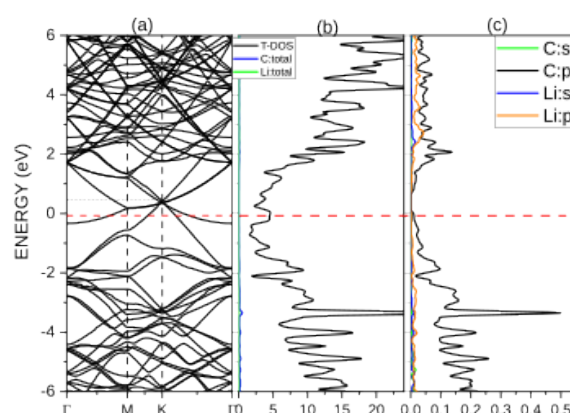 (a) (b) (c)
6 4 2 0 -2 -4 -6
ENERGY (eV)
T-DOS
C:total
Li:total
C:s
C:p
Li:s
Li:p
Γ M K Γ 0 5 10 15 20 0.0 0.1 0.2 0.3 0.4 0.5